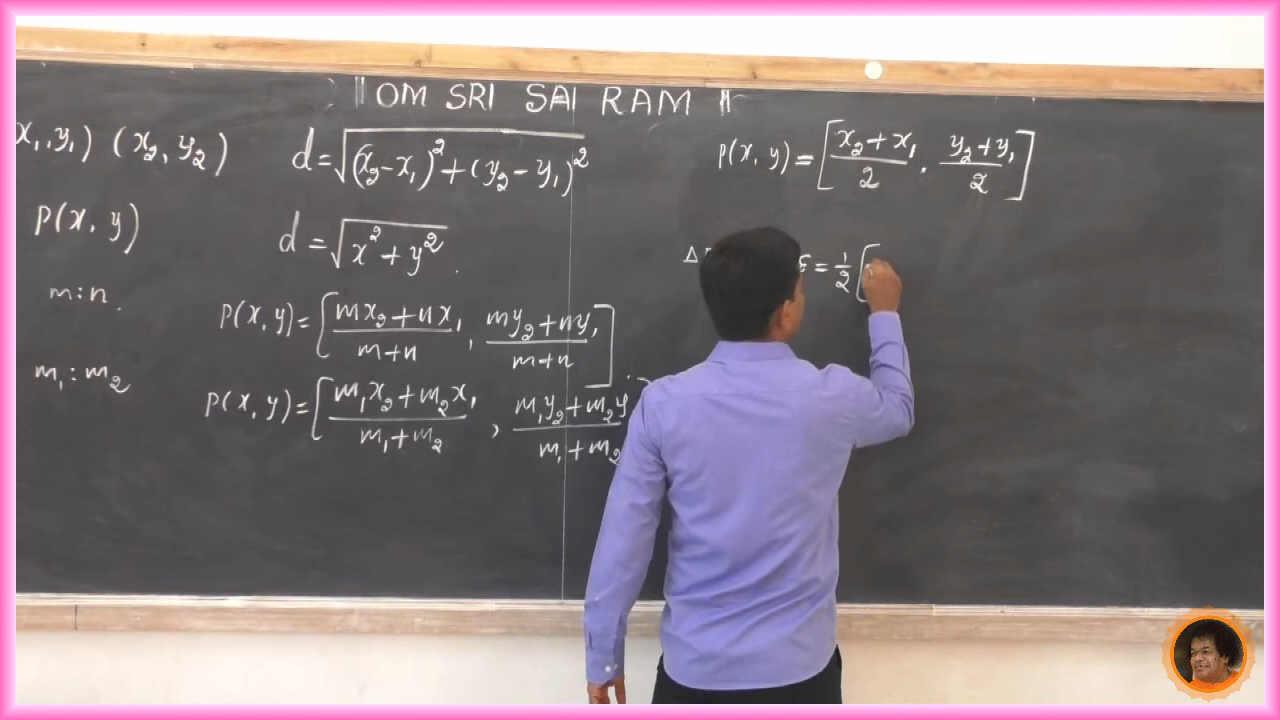 ॥ OM SRI SAI RAM ॥
x₁, y₁) (x₂, y₂)
d = √((x₂ - x₁)² + (y₂ - y₁)²)
P(x, y)
d = √(x² + y²).
m:n.
P(x, y) = [(mx₂ + nx₁)/(m+n), (my₂ + ny₁)/(m+n)]
m₁ : m₂
P(x, y) = [(m₁x₂ + m₂x₁)/(m₁ + m₂), (m₁y₂ + m₂y)/(m₁ + m₂)
P(x, y) = [(x₂ + x₁)/2, (y₂ + y₁)/2]
Δ = 1/2 [